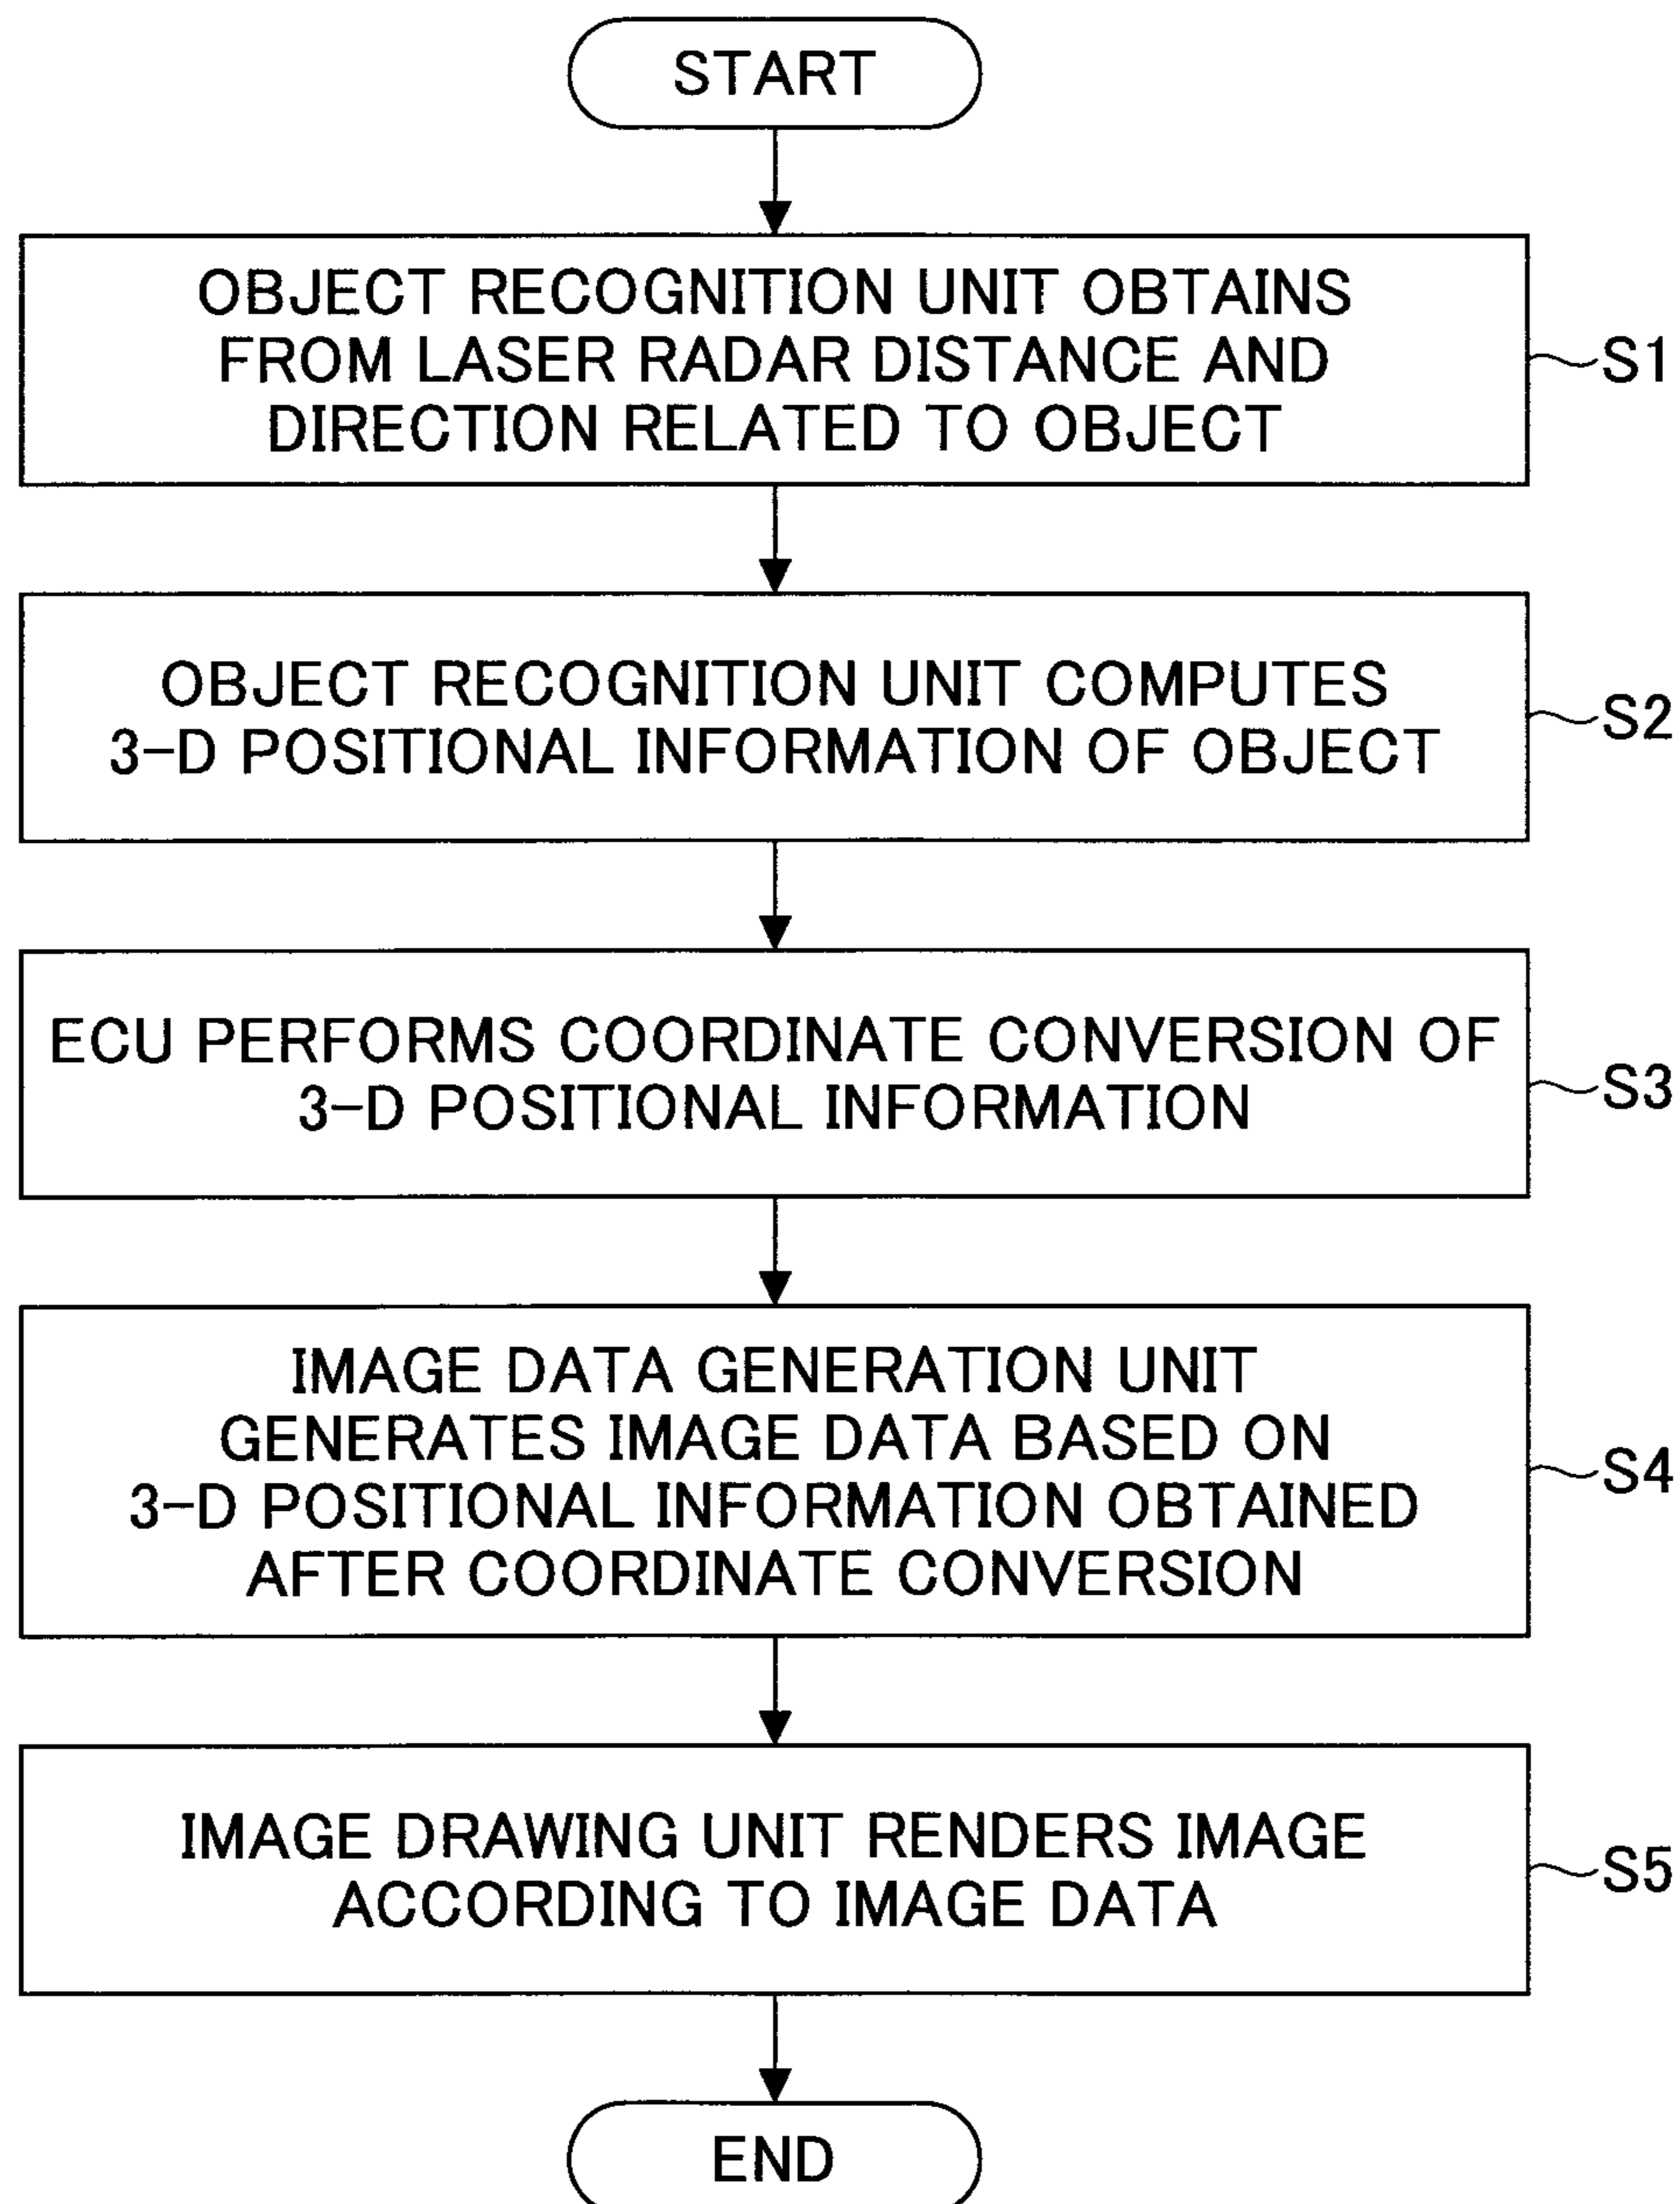 START
OBJECT RECOGNITION UNIT OBTAINS
FROM LASER RADAR DISTANCE AND
DIRECTION RELATED TO OBJECT
S1
OBJECT RECOGNITION UNIT COMPUTES
3-D POSITIONAL INFORMATION OF OBJECT
S2
ECU PERFORMS COORDINATE CONVERSION OF
3-D POSITIONAL INFORMATION
S3
IMAGE DATA GENERATION UNIT
GENERATES IMAGE DATA BASED ON
3-D POSITIONAL INFORMATION OBTAINED
AFTER COORDINATE CONVERSION
S4
IMAGE DRAWING UNIT RENDERS IMAGE
ACCORDING TO IMAGE DATA
S5
END